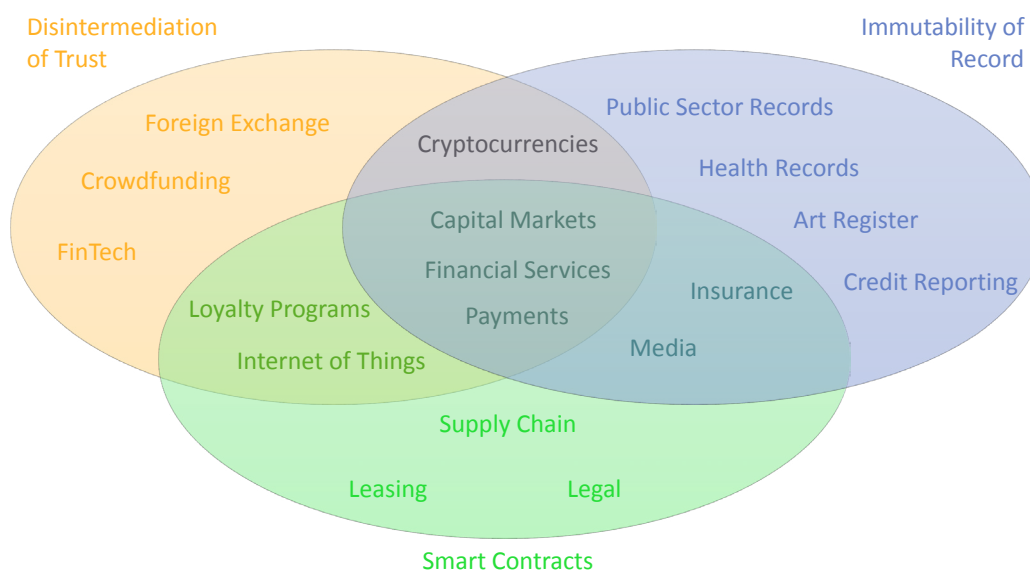 Disintermediation
of Trust
Immutability of
Record
Public Sector Records
Foreign Exchange
Cryptocurrencies
Health Records
Crowdfunding
Capital Markets
Art Register
FinTech
Financial Services
Credit Reporting
Insurance
Loyalty Programs
Payments
Media
Internet of Things
Supply Chain
Leasing
Legal
Smart Contracts